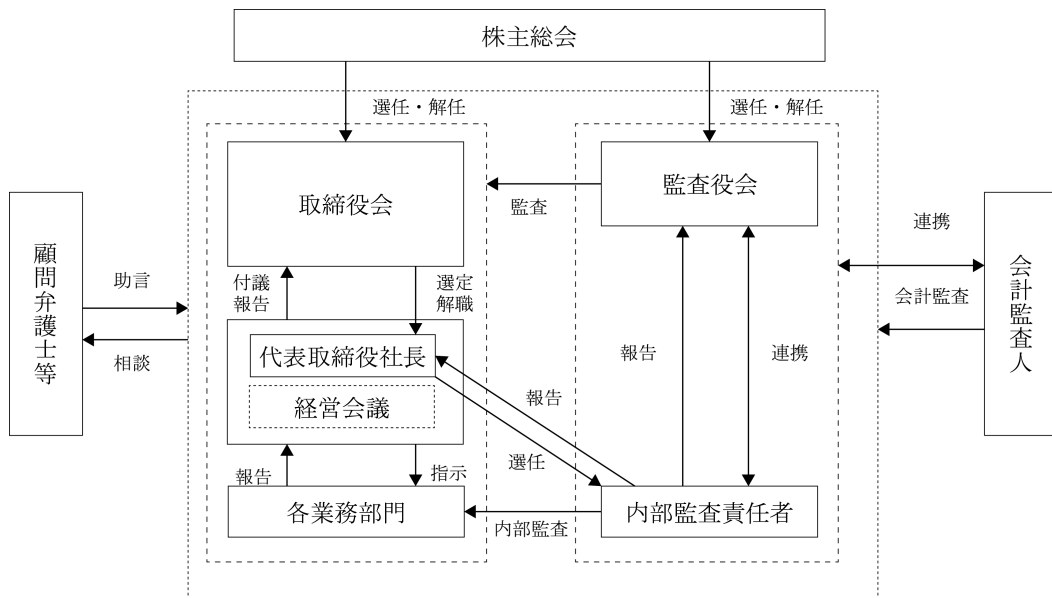 株主総会
選任・解任
選任・解任
取締役会
監査役会
監査
顧問弁護士等
助言
相談
連携
会計監査
会計監査人
付議
報告
選定
解職
代表取締役社長
経営会議
報告
連携
報告
選任
報告
指示
各業務部門
内部監査
内部監査責任者